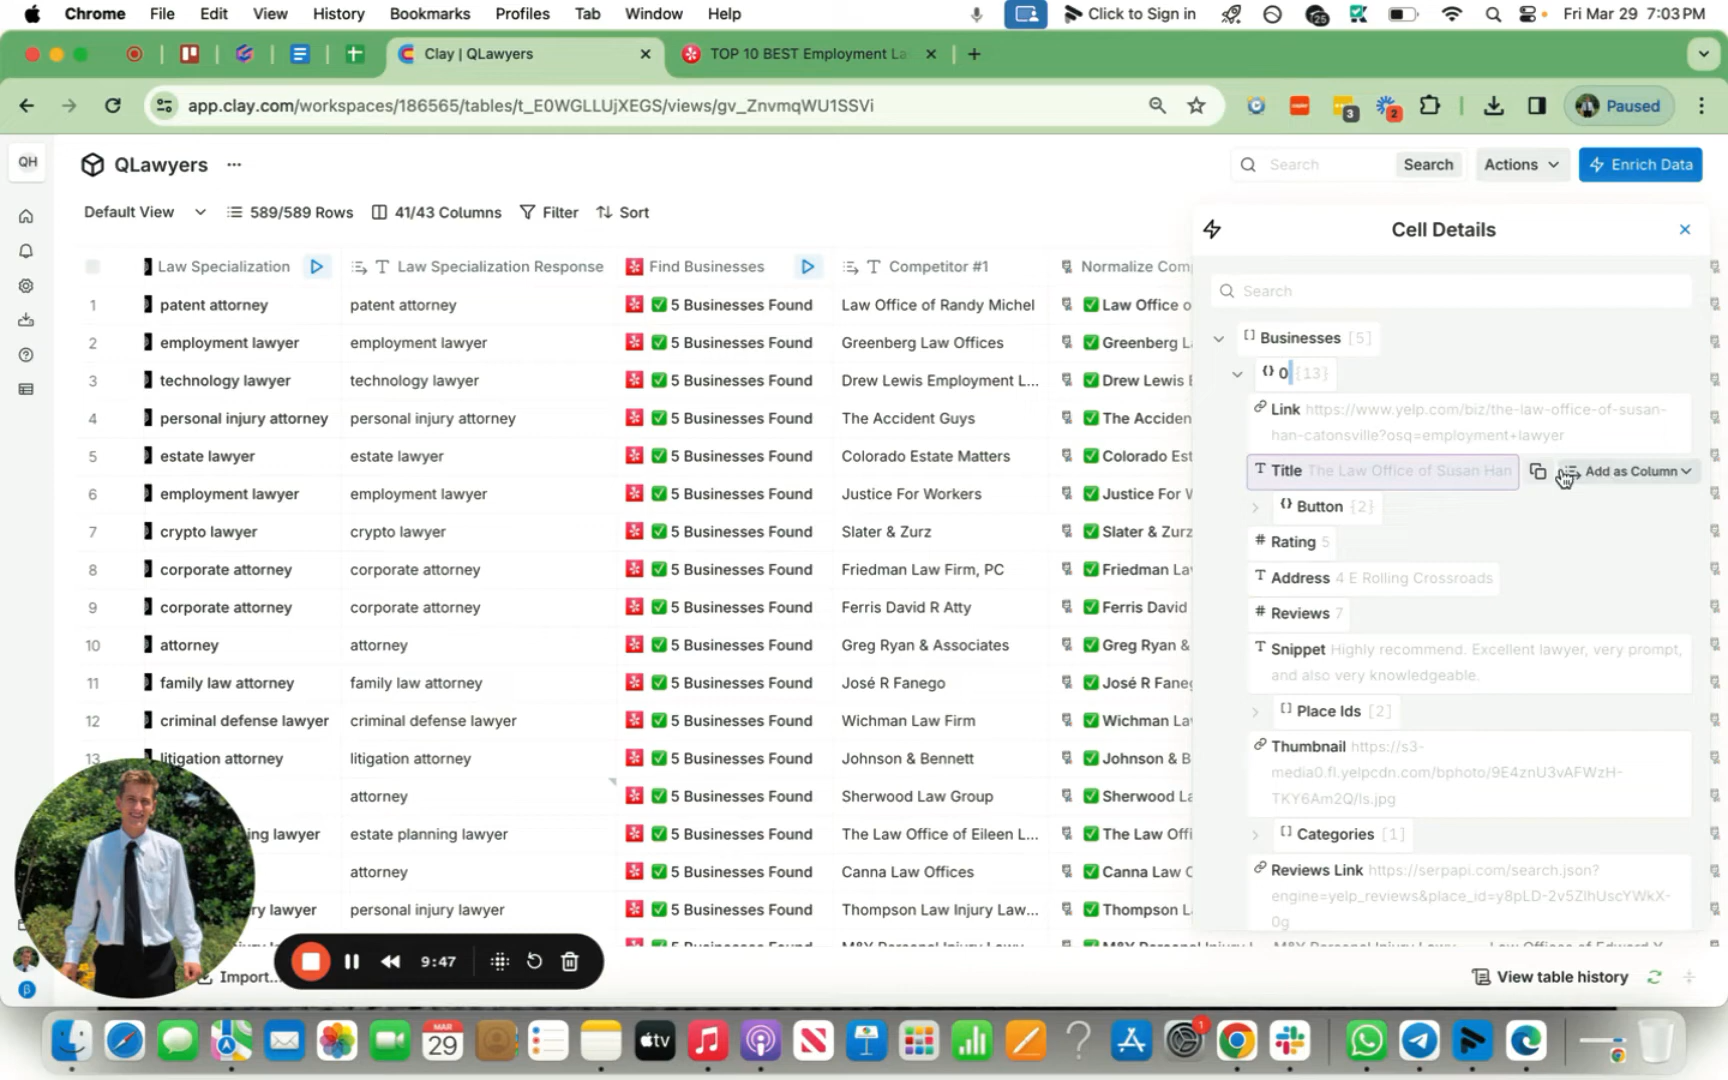 Chrome File Edit View History Bookmarks Profiles Tab Window Help Click to Sign in 25 Fri Mar 29 7:03 PM
Clay | QLawyers TOP 10 BEST Employment La
app.clay.com/workspaces/186565/tables/t_E0WGLLUjXEGS/views/gv_ZnvmqWU1SSVi 3 2 Paused
QH QLawyers ... Search Search Actions Enrich Data
Default View 589/589 Rows 41/43 Columns Filter Sort
Cell Details
Law Specialization Law Specialization Response Find Businesses Competitor #1 Normalize Com
Search
1 patent attorney patent attorney 5 Businesses Found Law Office of Randy Michel Law Office o
Businesses [5]
2 employment lawyer employment lawyer 5 Businesses Found Greenberg Law Offices Greenberg L
{} 0 {13}
3 technology lawyer technology lawyer 5 Businesses Found Drew Lewis Employment L... Drew Lewis E
Link https://www.yelp.com/biz/the-law-office-of-susan-
han-catonsville?osq=employment+lawyer
4 personal injury attorney personal injury attorney 5 Businesses Found The Accident Guys The Acciden
5 estate lawyer estate lawyer 5 Businesses Found Colorado Estate Matters Colorado Est
Title The Law Office of Susan Han Add as Column
6 employment lawyer employment lawyer 5 Businesses Found Justice For Workers Justice For W
Button {2}
7 crypto lawyer crypto lawyer 5 Businesses Found Slater & Zurz Slater & Zurz
Rating 5
8 corporate attorney corporate attorney 5 Businesses Found Friedman Law Firm, PC Friedman Lav
Address 4 E Rolling Crossroads
9 corporate attorney corporate attorney 5 Businesses Found Ferris David R Atty Ferris David
Reviews 7
10 attorney attorney 5 Businesses Found Greg Ryan & Associates Greg Ryan &
Snippet Highly recommend. Excellent lawyer, very prompt,
and also very knowledgeable.
11 family law attorney family law attorney 5 Businesses Found José R Fanego José R Faneg
12 criminal defense lawyer criminal defense lawyer 5 Businesses Found Wichman Law Firm Wichman Lav
Place Ids [2]
13 litigation attorney litigation attorney 5 Businesses Found Johnson & Bennett Johnson & B
Thumbnail https://s3-
media0.fl.yelpcdn.com/bphoto/9E4znU3vAFWzH-
TKY6Am2Q/ls.jpg
attorney 5 Businesses Found Sherwood Law Group Sherwood La
ng lawyer estate planning lawyer 5 Businesses Found The Law Office of Eileen L... The Law Offi
Categories [1]
attorney 5 Businesses Found Canna Law Offices Canna Law O
Reviews Link https://serpapi.com/search.json?
engine=yelp_reviews&place_id=y8pLD-2v5ZlhUscYWkX-
0g
ry lawyer personal injury lawyer 5 Businesses Found Thompson Law Injury Law... Thompson L
9:47
Import... View table history
MAR
29
tv
1